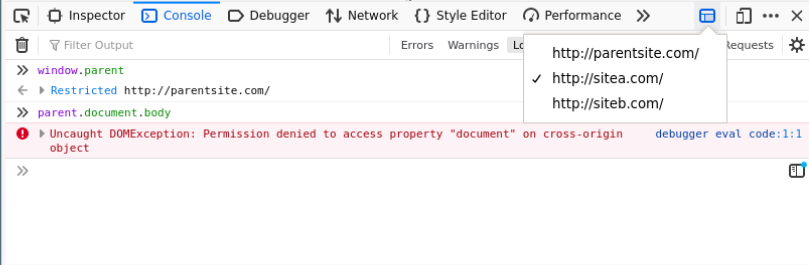 Inspector Console Debugger Network Style Editor Performance
Filter Output Errors Warnings Lo Requests
http://parentsite.com/
✓ http://sitea.com/
http://siteb.com/
window.parent
Restricted http://parentsite.com/
parent.document.body
Uncaught DOMException: Permission denied to access property "document" on cross-origin debugger eval code:1:1
object